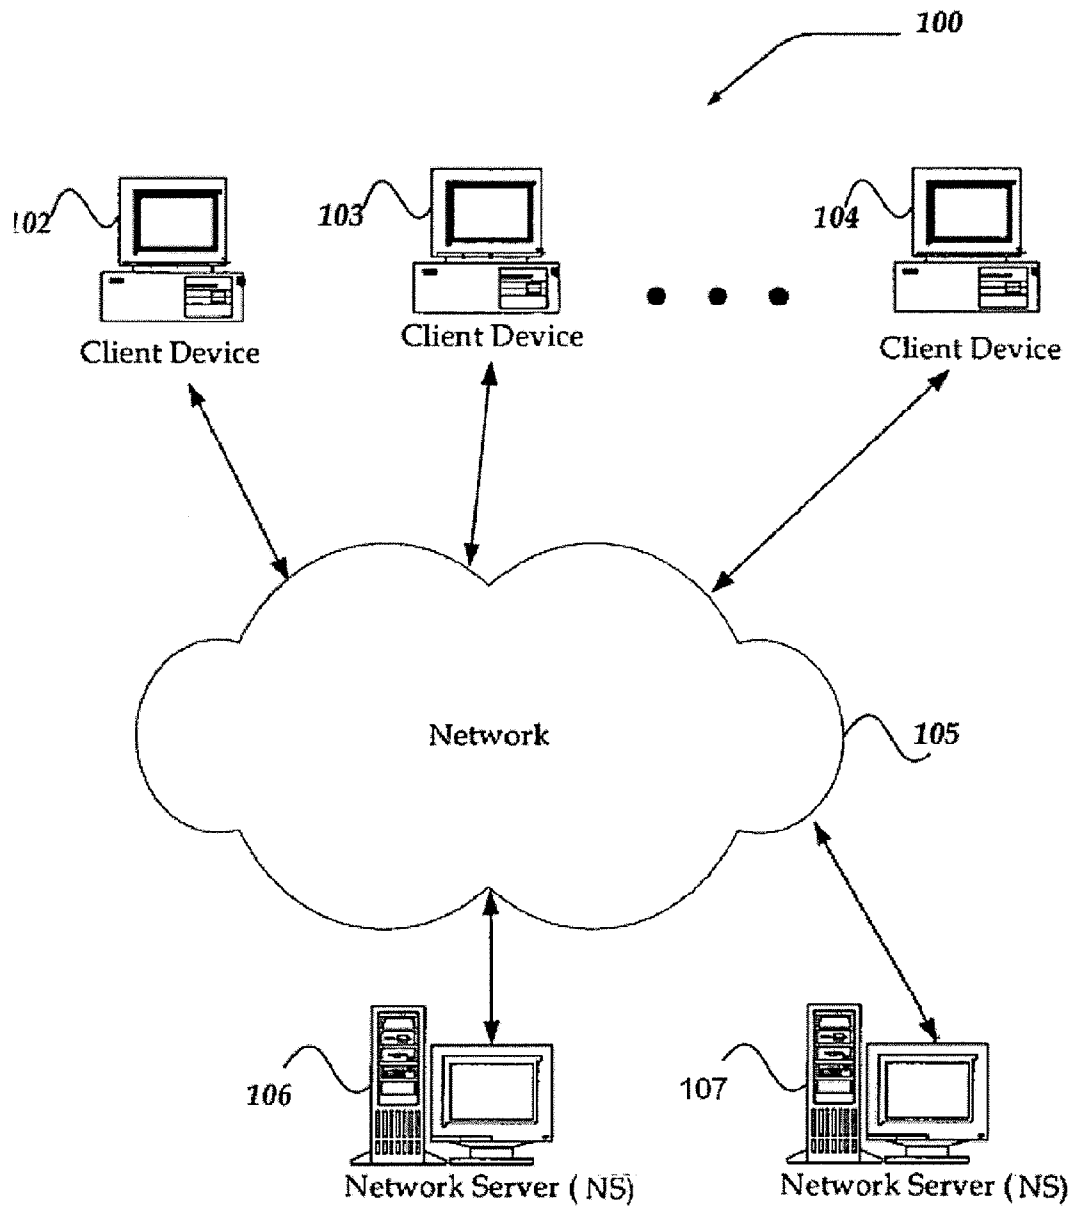 100
102
103
104
Client Device
Client Device
Client Device
Network
105
106
107
Network Server ( NS)
Network Server ( NS)